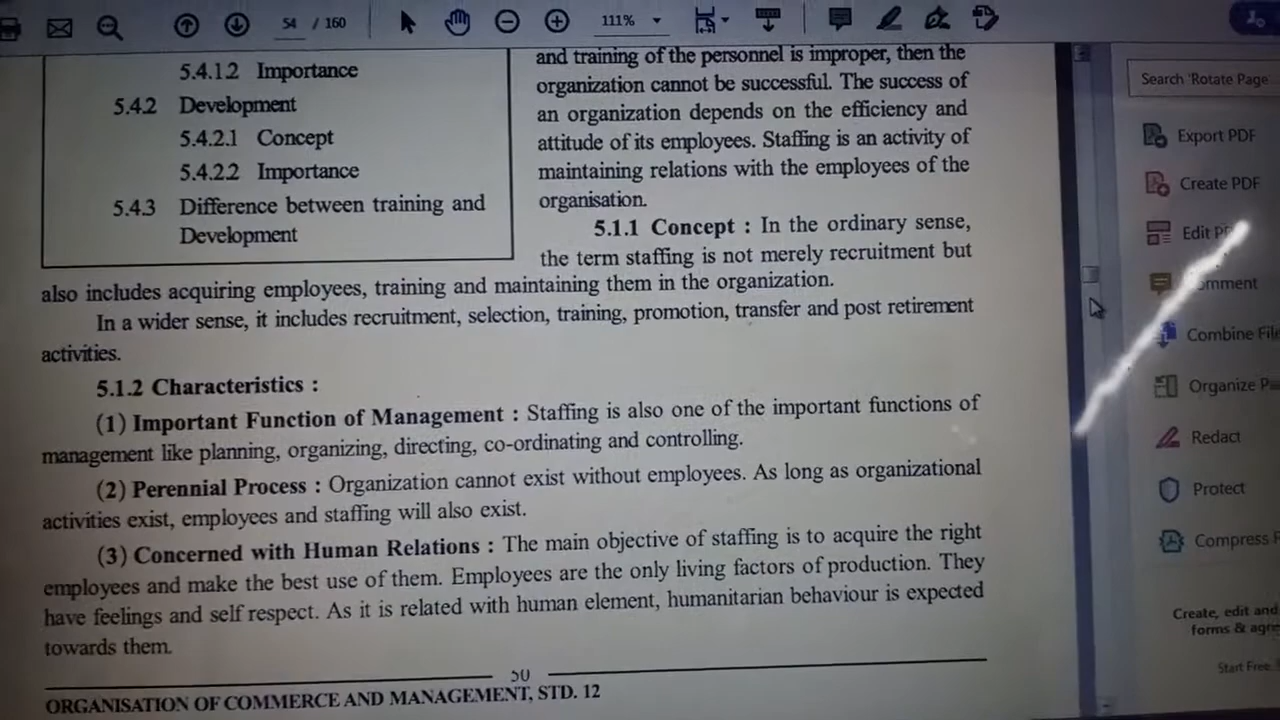 54 / 160
111%
5.4.1.2 Importance
5.4.2 Development
5.4.2.1 Concept
5.4.2.2 Importance
5.4.3 Difference between training and
Development
and training of the personnel is improper, then the
organization cannot be successful. The success of
an organization depends on the efficiency and
attitude of its employees. Staffing is an activity of
maintaining relations with the employees of the
organisation.
5.1.1 Concept : In the ordinary sense,
the term staffing is not merely recruitment but
also includes acquiring employees, training and maintaining them in the organization.
In a wider sense, it includes recruitment, selection, training, promotion, transfer and post retirement
activities.
5.1.2 Characteristics :
(1) Important Function of Management : Staffing is also one of the important functions of
management like planning, organizing, directing, co-ordinating and controlling.
(2) Perennial Process : Organization cannot exist without employees. As long as organizational
activities exist, employees and staffing will also exist.
(3) Concerned with Human Relations : The main objective of staffing is to acquire the right
employees and make the best use of them. Employees are the only living factors of production. They
have feelings and self respect. As it is related with human element, humanitarian behaviour is expected
towards them.
50
ORGANISATION OF COMMERCE AND MANAGEMENT, STD. 12
Search 'Rotate Page'
Export PDF
Create PDF
Edit
Combine
Organize
Redact
Protect
Compress
Create, edit and
forms &
Start Free